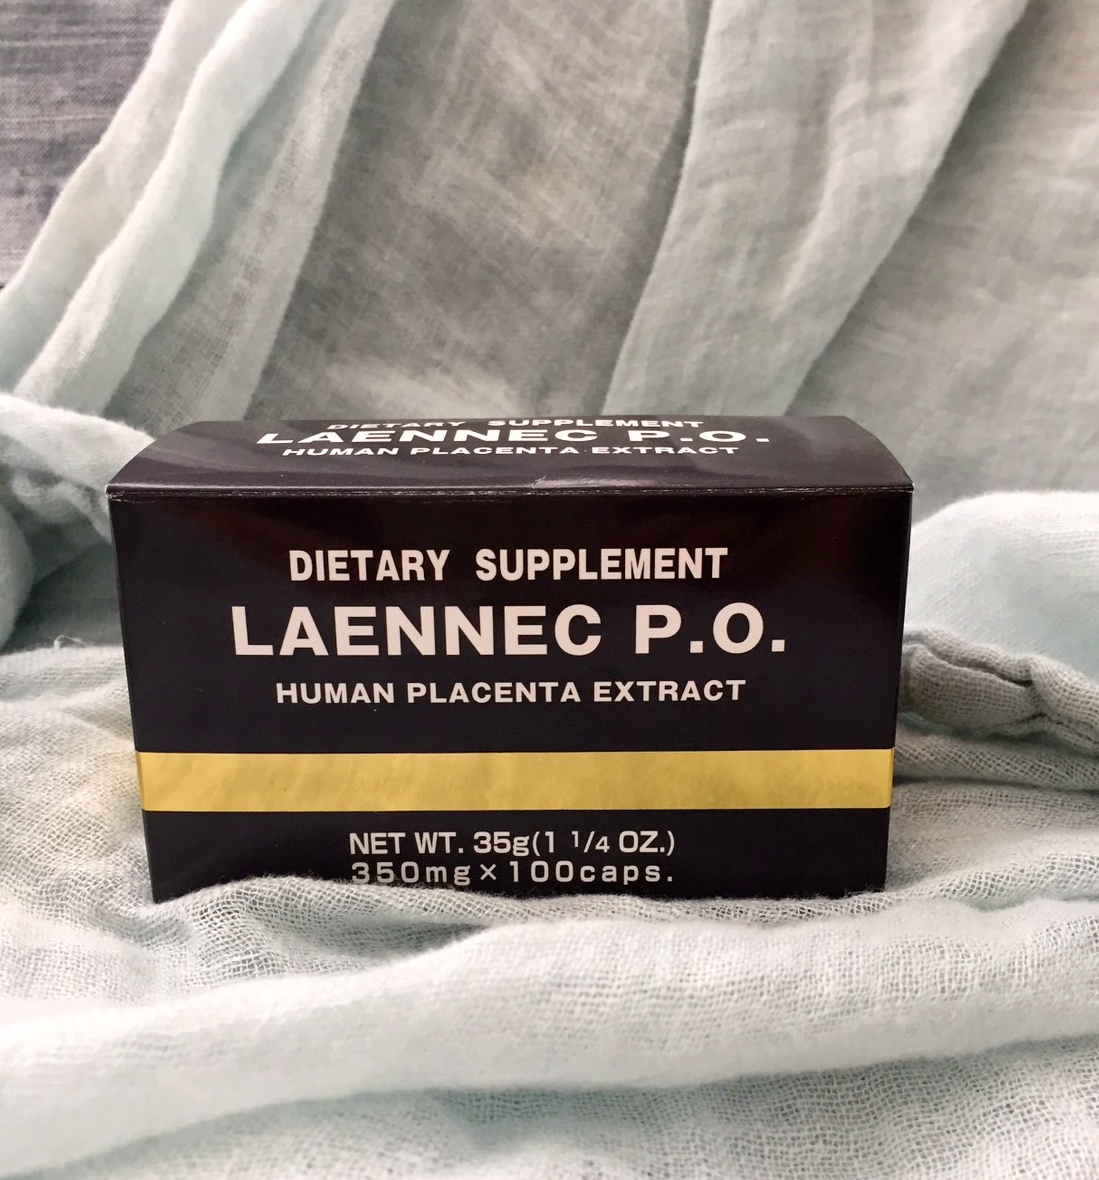 DIETARY SUPPLEMENT
LAENNEC P.O.
HUMAN PLACENTA EXTRACT
DIETARY SUPPLEMENT
LAENNEC P.O.
HUMAN PLACENTA EXTRACT
NET WT. 35g(1 1/4 OZ.)
350mg×100caps.